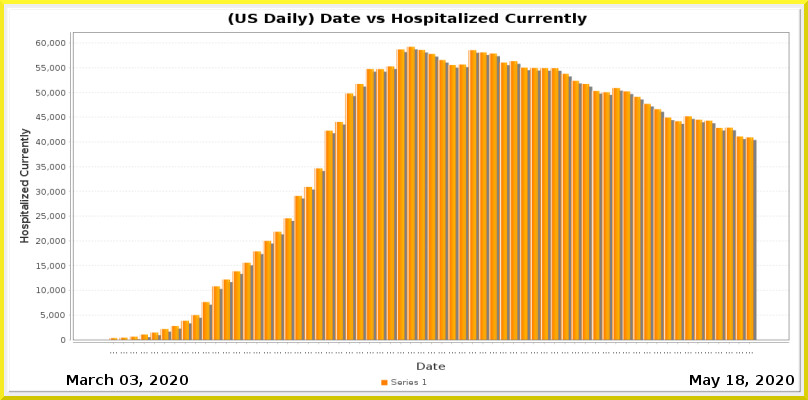 (US Daily) Date vs Hospitalized Currently
60,000
55,000
50,000
45,000
40,000
35,000
30,000
25,000
20,000
15,000
10,000
5,000
0
Hospitalized Currently
Date
March 03, 2020
Series 1
May 18, 2020